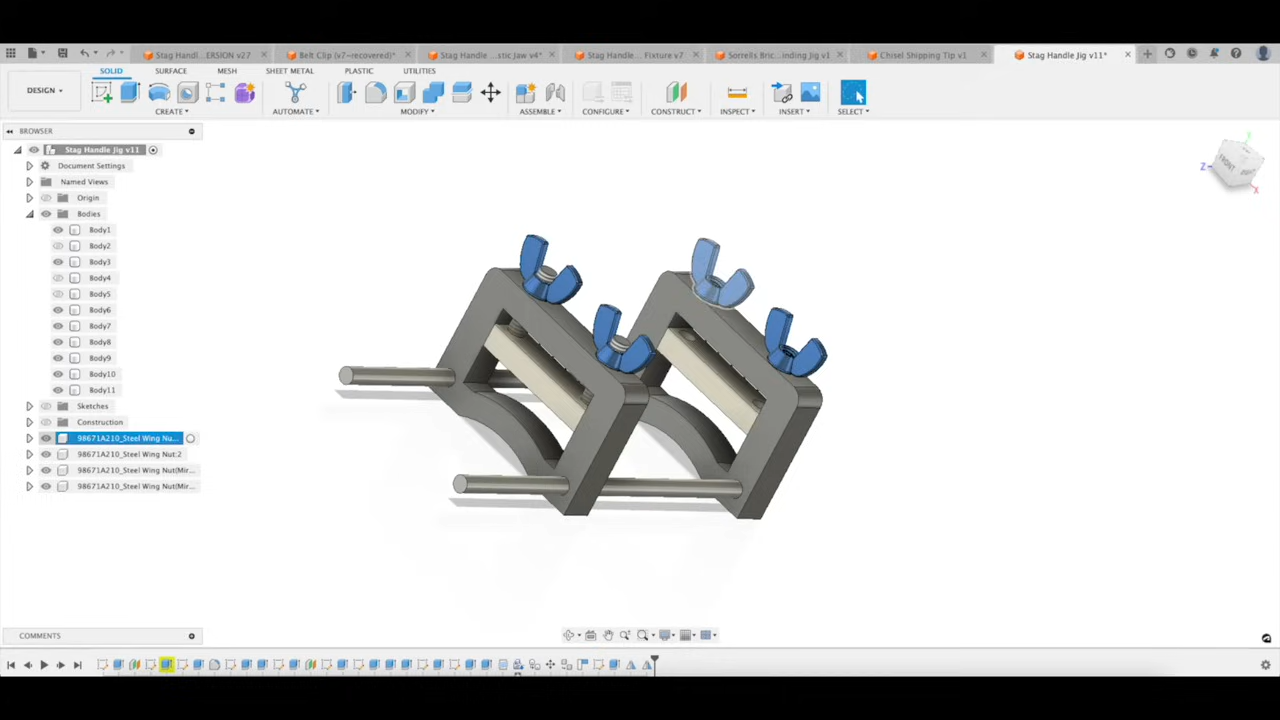 Stag Handl...ERSION v27
Belt Clip (v7~recovered)*
Stag Handle ...stic Jaw v4*
Stag Handle... Fixture v7
Sorrells Bric...inding Jig v1
Chisel Shipping Tip v1
Stag Handle Jig v11*
SOLID
SURFACE
MESH
SHEET METAL
PLASTIC
UTILITIES
DESIGN
CREATE
AUTOMATE
MODIFY
ASSEMBLE
CONFIGURE
CONSTRUCT
INSPECT
INSERT
SELECT
BROWSER
Stag Handle Jig v11
Document Settings
Named Views
Origin
Bodies
Body1
Body2
Body3
Body4
Body5
Body6
Body7
Body8
Body9
Body10
Body11
Sketches
Construction
98671A210_Steel Wing Nu...
98671A210_Steel Wing Nut:2
98671A210_Steel Wing Nut(Mir...
98671A210_Steel Wing Nut(Mir...
Y
Z
FRONT
X
COMMENTS